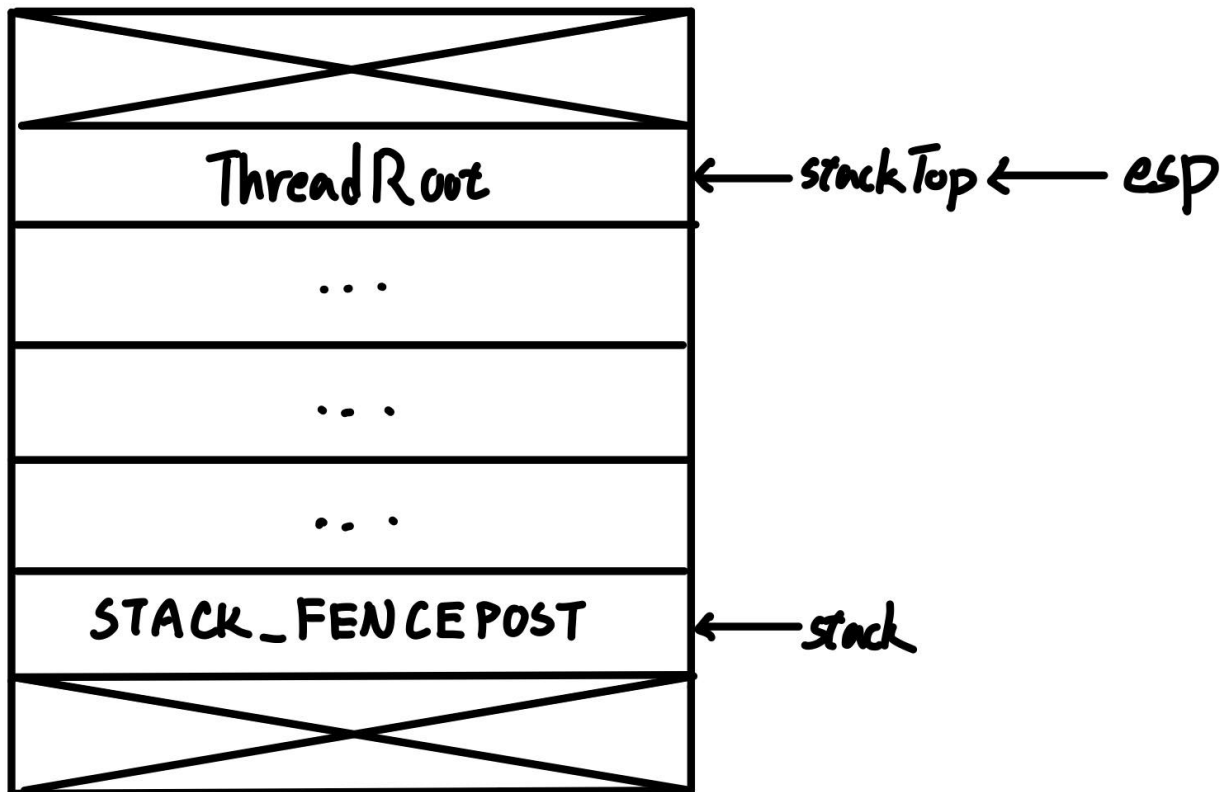 ThreadRoot
stackTop
esp
...
...
...
STACK_FENCEPOST
stack